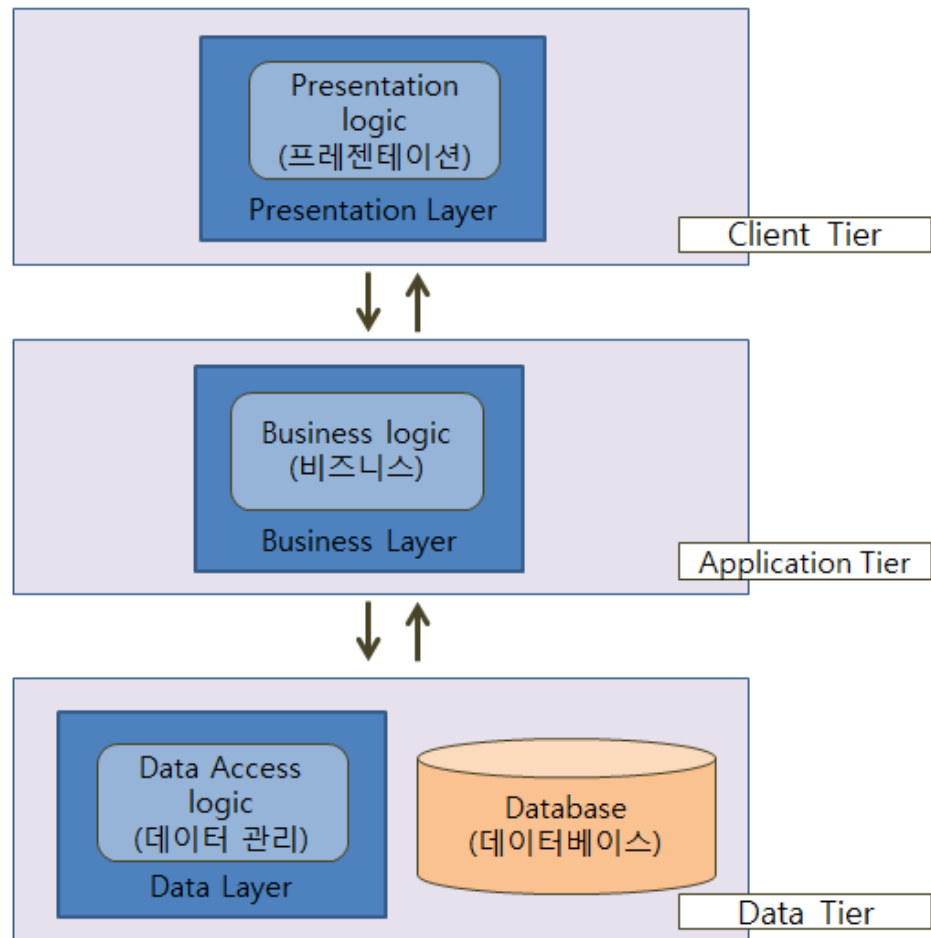 Presentation
logic
(프레젠테이션)
Presentation Layer
Client Tier
Business logic
(비즈니스)
Business Layer
Application Tier
Data Access
logic
(데이터 관리)
Data Layer
Database
(데이터베이스)
Data Tier